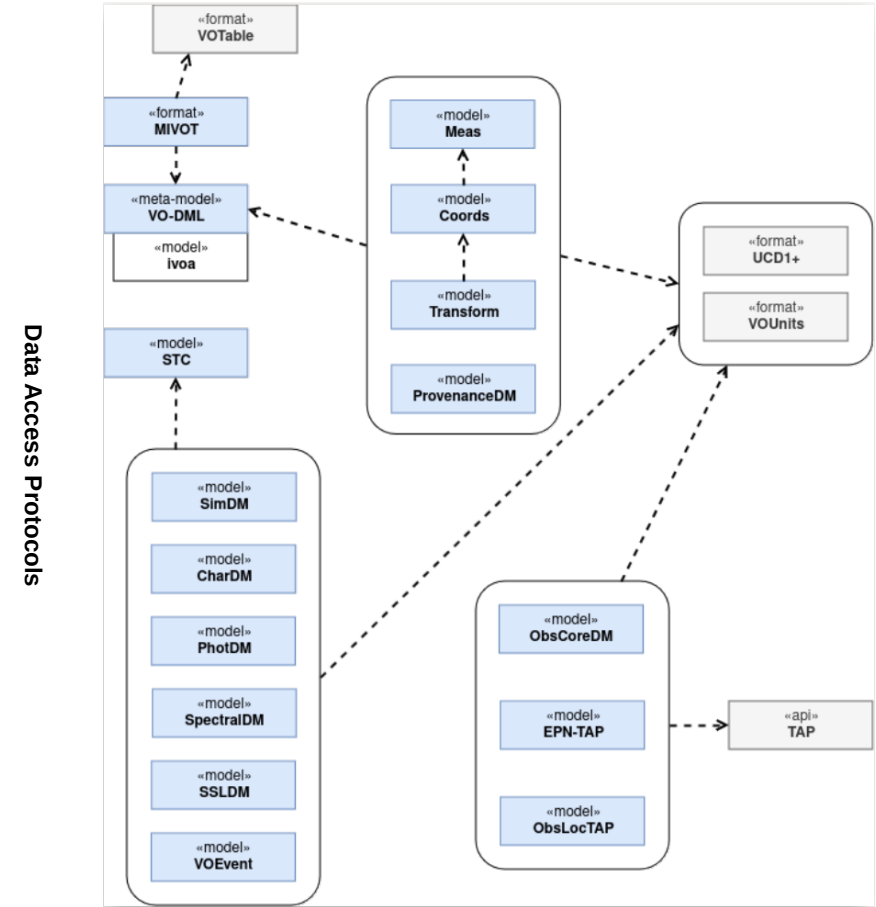 Data Access Protocols
«format»
VOTable
«format»
MIVOT
«meta-model»
VO-DML
«model»
ivoa
«model»
STC
«model»
SimDM
«model»
CharDM
«model»
PhotDM
«model»
SpectralDM
«model»
SSLDM
«model»
VOEvent
«model»
Meas
«model»
Coords
«model»
Transform
«model»
ProvenanceDM
«format»
UCD1+
«format»
VOUnits
«model»
ObsCoreDM
«model»
EPN-TAP
«model»
ObsLocTAP
«api»
TAP